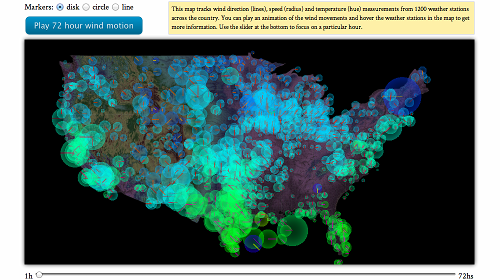 Markers: disk circle line
Play 72 hour wind motion
This map tracks wind direction (lines), speed (radius) and temperature (hue) measurements from 1200 weather stations
across the country. You can play an animation of the wind movements and hover the weather stations in the map to get
more information. Use the slider at the bottom to focus on a particular hour.
1h 72hs